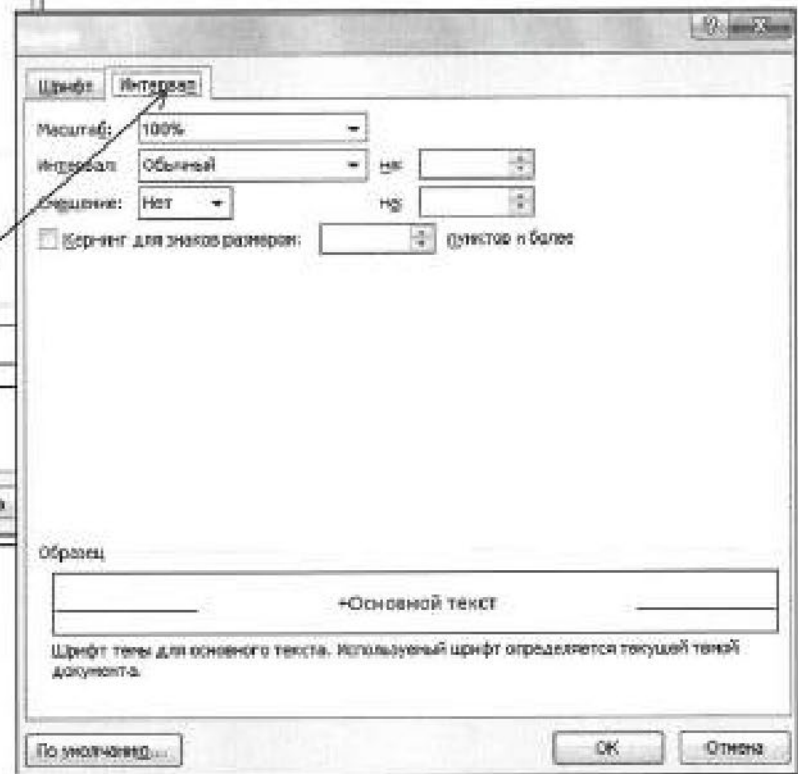 Шрифт Интервал
Масштаб: 100%
Интервал: Обычный на:
Смещение: Нет на:
Кернинг для знаков размером: пунктов и более
Образец
+Основной текст
Шрифт темы для основного текста. Используемый шрифт определяется текущей темой
документа.
По умолчанию... ОК Отмена